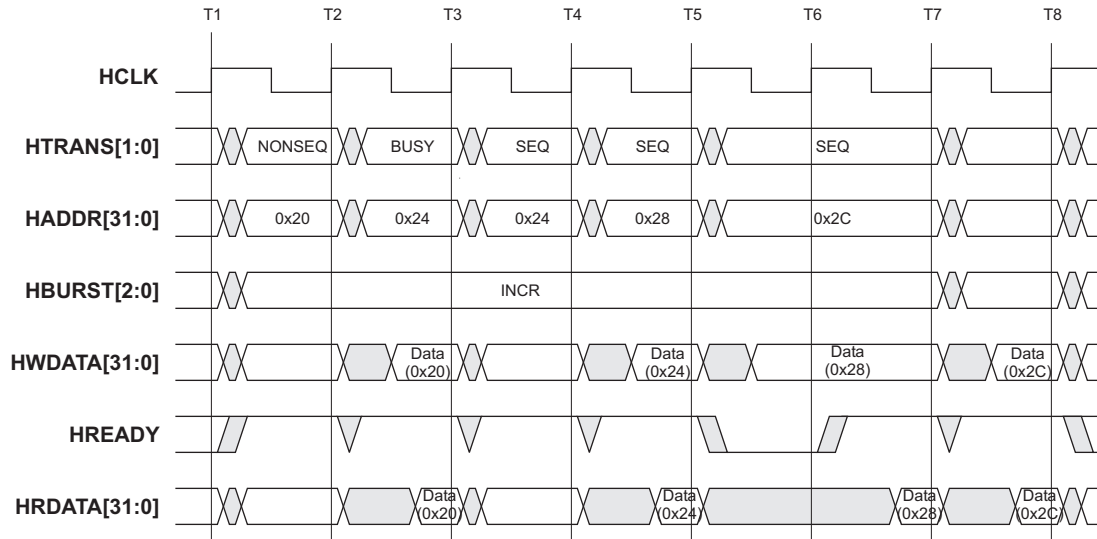 T1 T2 T3 T4 T5 T6 T7 T8
HCLK
HTRANS[1:0] NONSEQ BUSY SEQ SEQ SEQ
HADDR[31:0] 0x20 0x24 0x24 0x28 0x2C
HBURST[2:0] INCR
HWDATA[31:0] Data (0x20) Data (0x24) Data (0x28) Data (0x2C)
HREADY
HRDATA[31:0] Data (0x20) Data (0x24) Data (0x28) Data (0x2C)